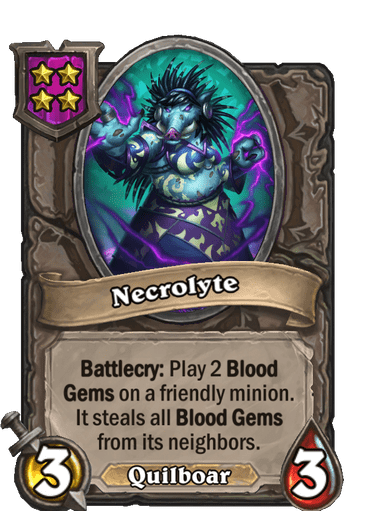 Necrolyte
Battlecry: Play 2 Blood
Gems on a friendly minion.
It steals all Blood Gems
from its neighbors.
3
Quilboar
3